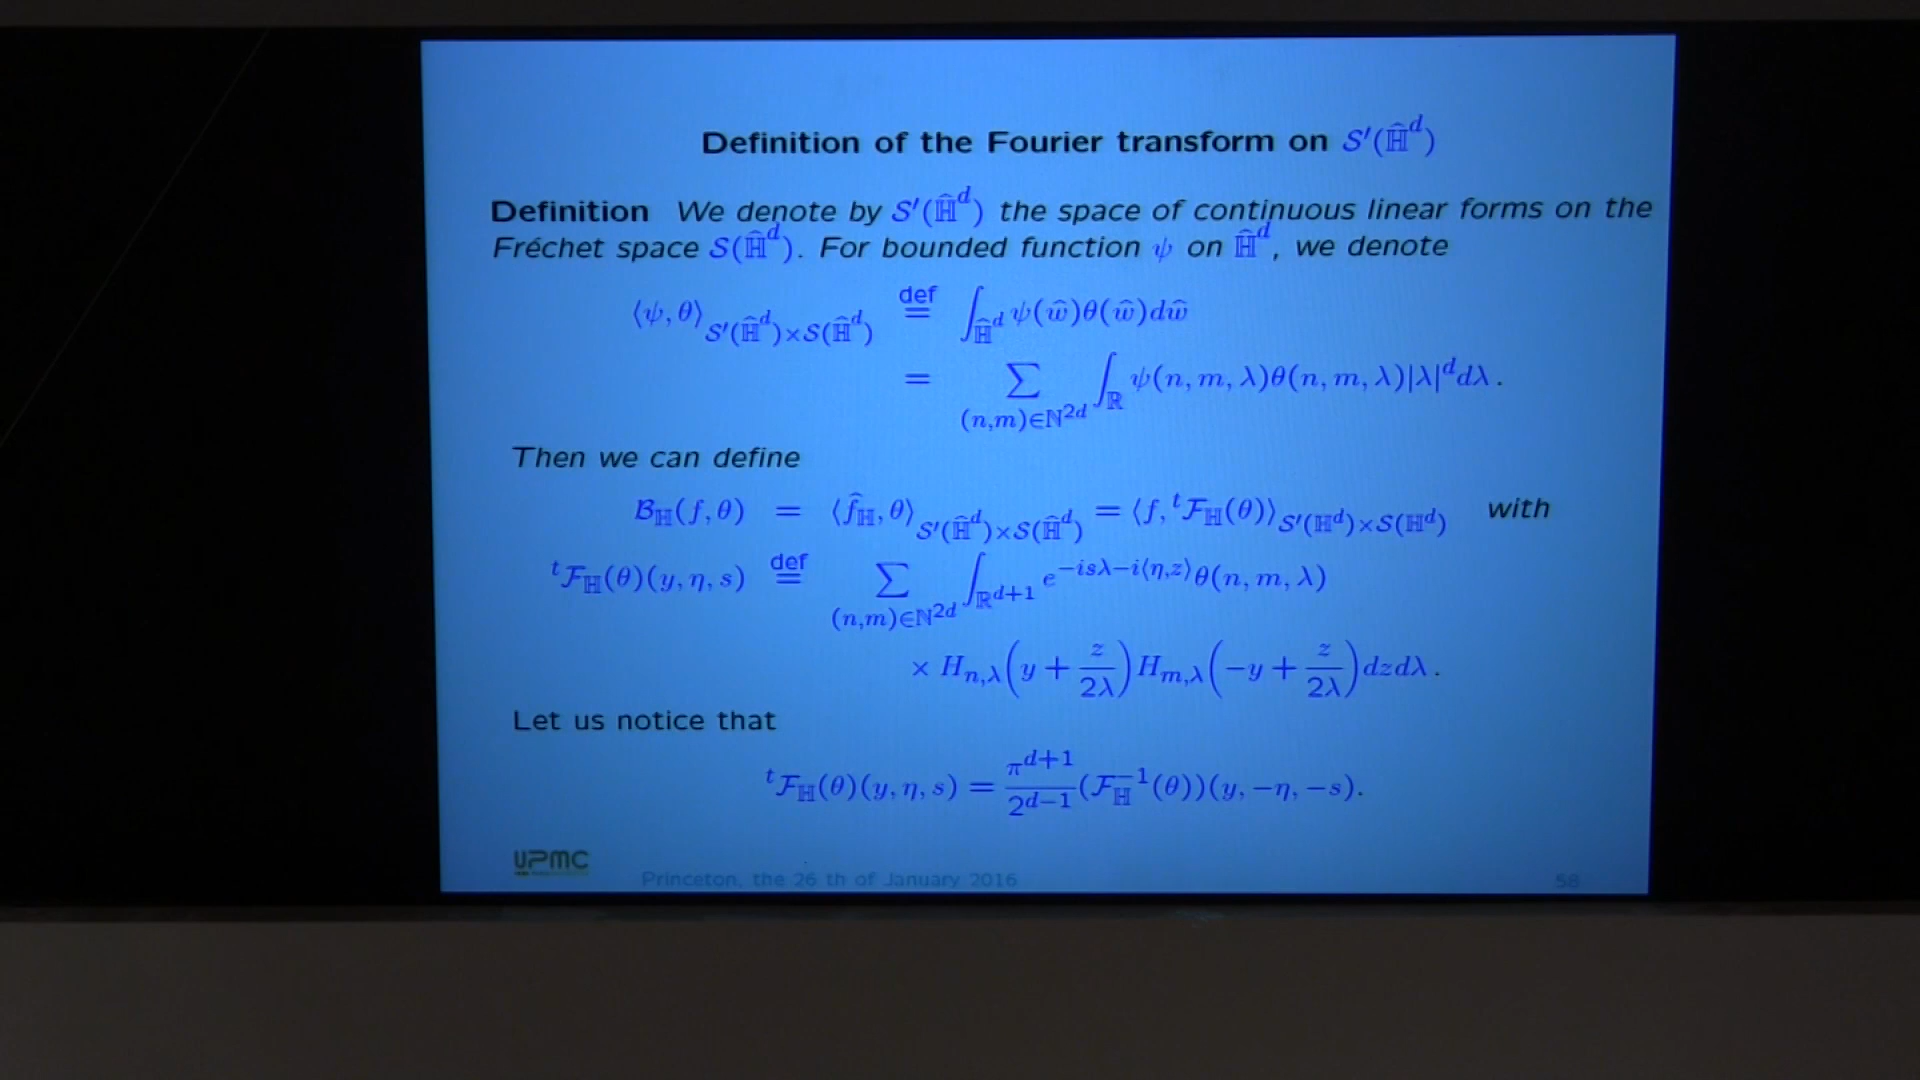 Definition of the Fourier transform on 𝒮′(ℍ̂^d)
Definition We denote by 𝒮′(ℍ̂^d) the space of continuous linear forms on the
Fréchet space 𝒮(ℍ̂^d). For bounded function ψ on ℍ̂^d, we denote
⟨ψ, θ⟩_{𝒮′(ℍ̂^d)×𝒮(ℍ̂^d)} def= ∫_{ℍ̂^d} ψ(ŵ)θ(ŵ)dŵ
= ∑_{(n,m)∈ℕ^{2d}} ∫_ℝ ψ(n, m, λ)θ(n, m, λ)|λ|^d dλ .
Then we can define
ℬ_ℍ(f, θ) = ⟨f̂_ℍ, θ⟩_{𝒮′(ℍ̂^d)×𝒮(ℍ̂^d)} = ⟨f, ^tℱ_ℍ(θ)⟩_{𝒮′(ℍ^d)×𝒮(ℍ^d)} with
^tℱ_ℍ(θ)(y, η, s) def= ∑_{(n,m)∈ℕ^{2d}} ∫_{ℝ^{d+1}} e^{−isλ−i⟨η,z⟩}θ(n, m, λ)
× H_{n,λ}(y + z/2λ) H_{m,λ}(−y + z/2λ) dzdλ .
Let us notice that
^tℱ_ℍ(θ)(y, η, s) = π^{d+1}/2^{d−1} (ℱ_ℍ^{−1}(θ))(y, −η, −s).
UPMC
Princeton, the 26 th of January 2016
58